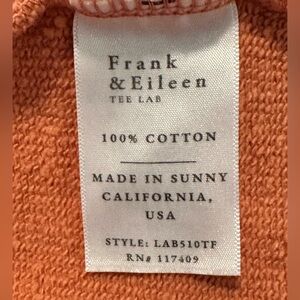 Frank
& Eileen
TEE LAB
100% COTTON
MADE IN SUNNY
CALIFORNIA,
USA
STYLE: LAB510TF
RN# 117409